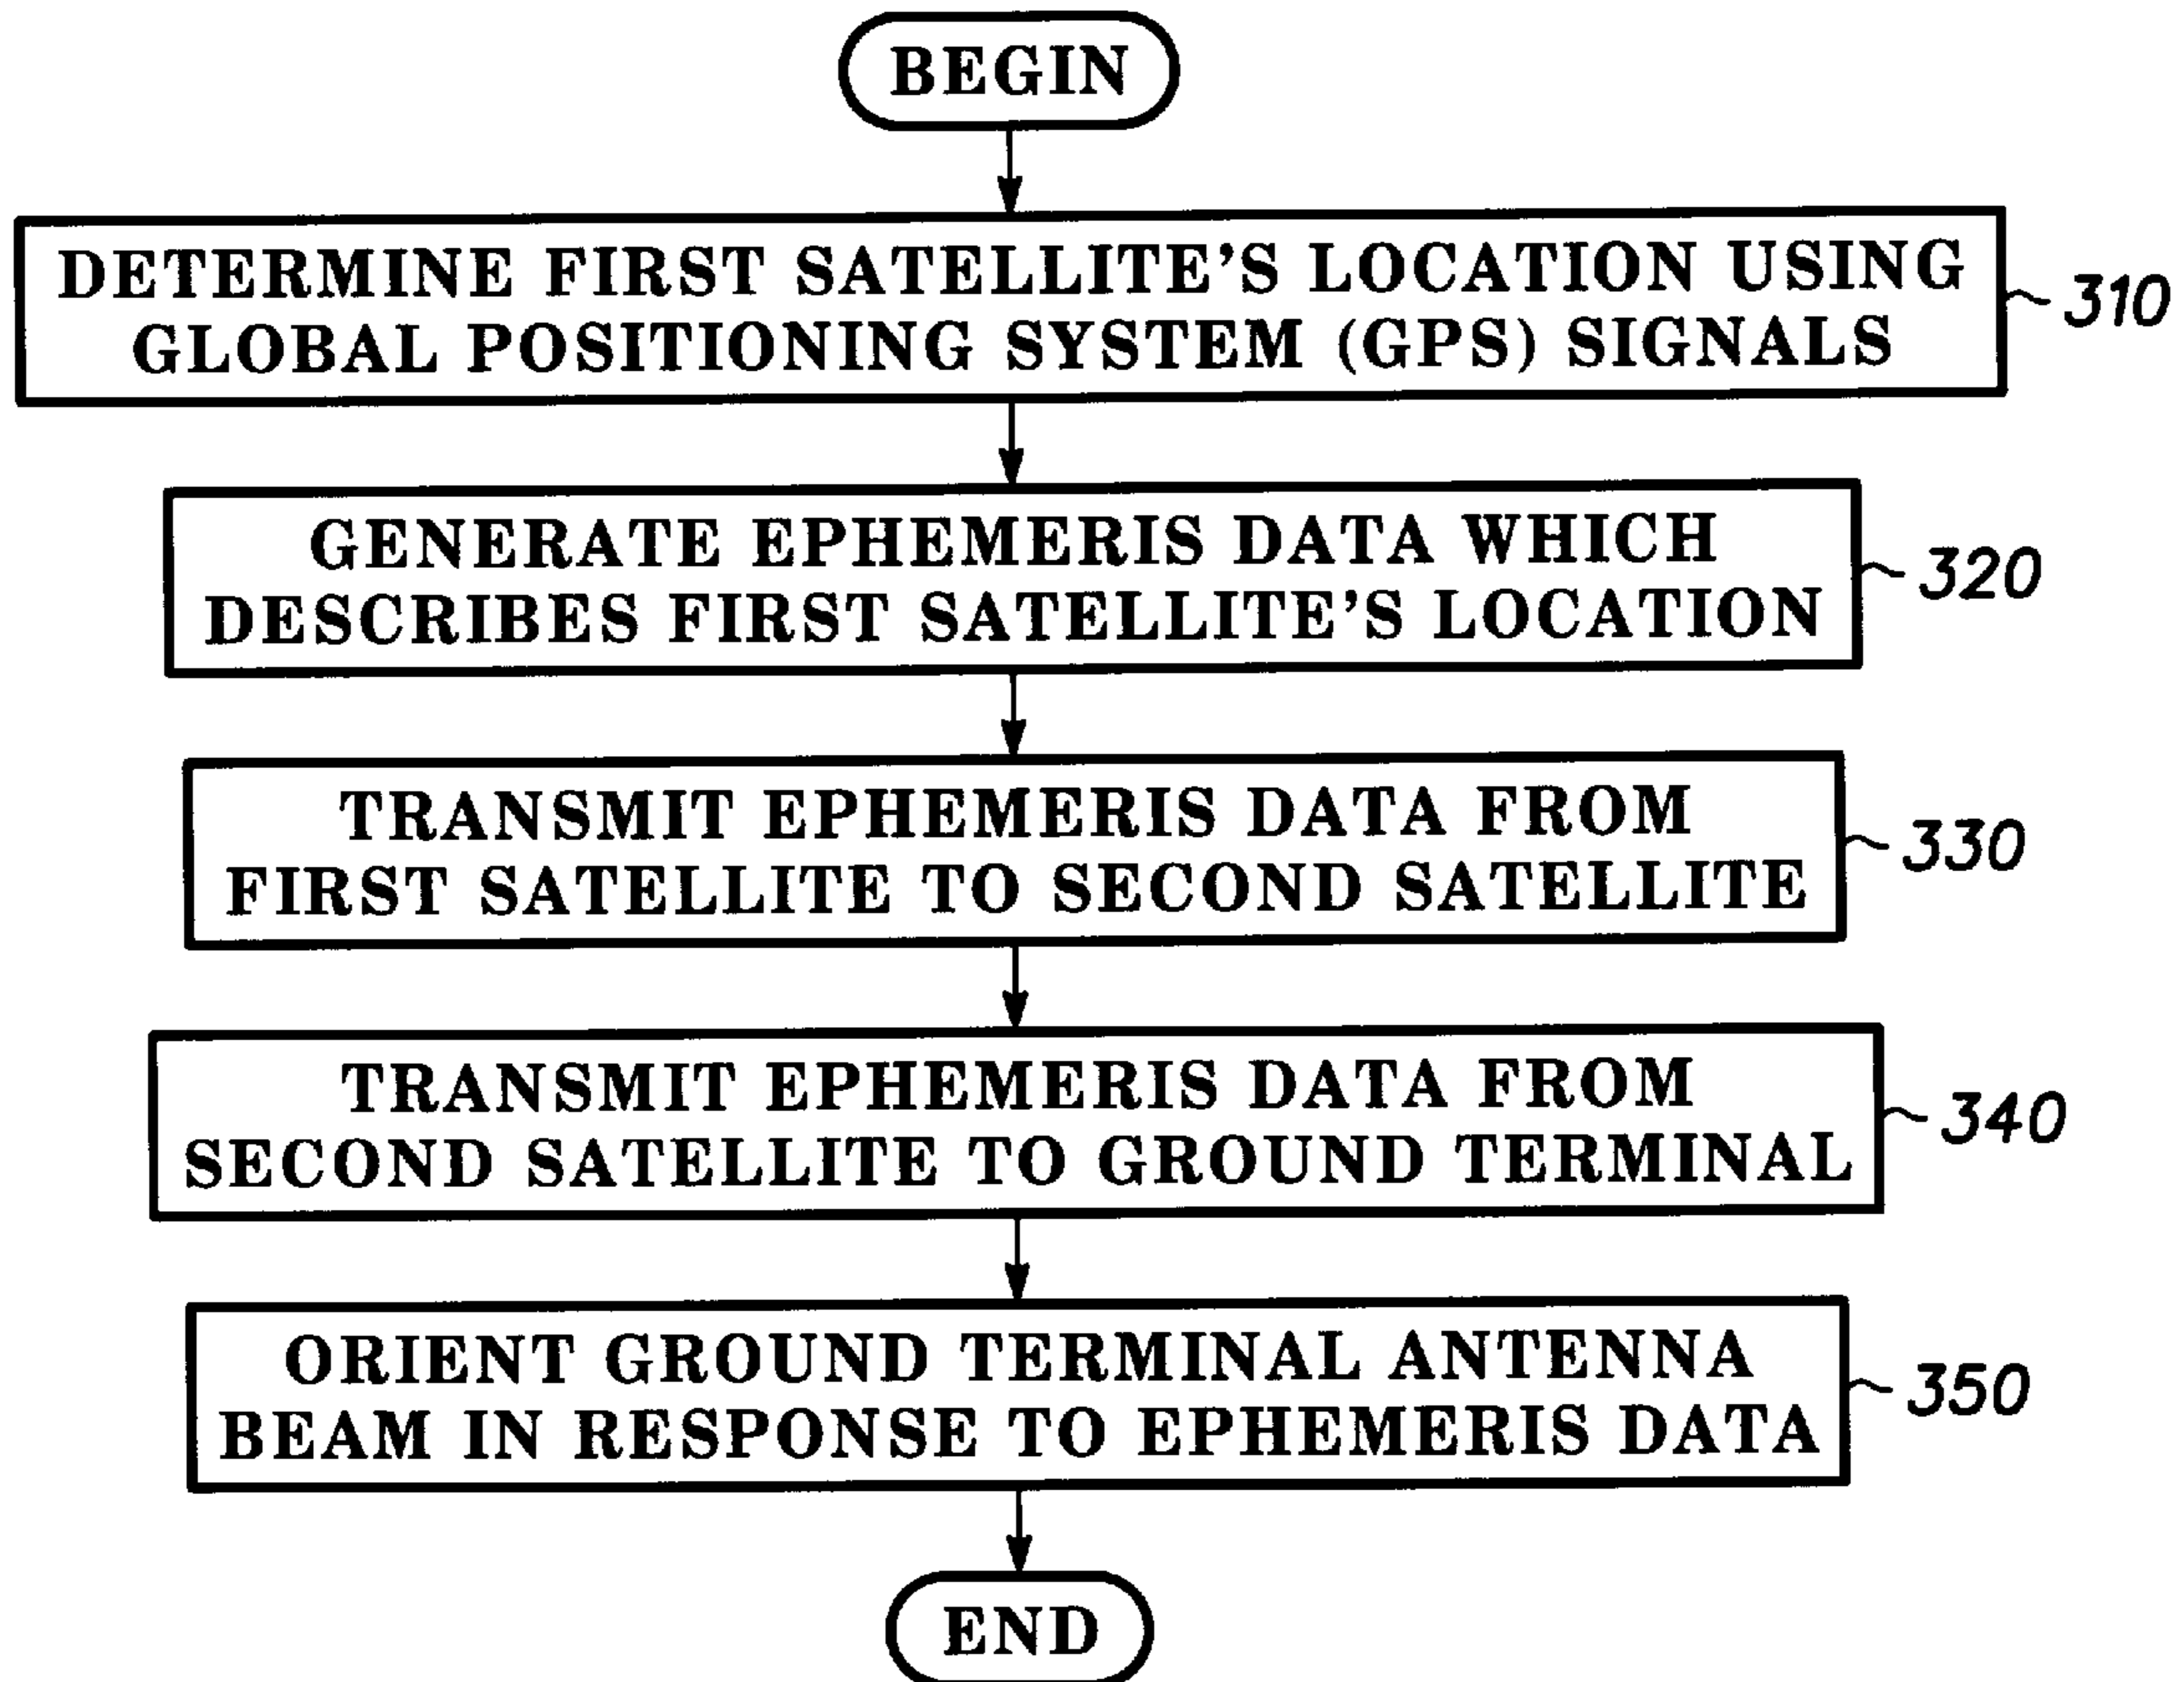 BEGIN
DETERMINE FIRST SATELLITE'S LOCATION USING
GLOBAL POSITIONING SYSTEM (GPS) SIGNALS
310
GENERATE EPHEMERIS DATA WHICH
DESCRIBES FIRST SATELLITE'S LOCATION
320
TRANSMIT EPHEMERIS DATA FROM
FIRST SATELLITE TO SECOND SATELLITE
330
TRANSMIT EPHEMERIS DATA FROM
SECOND SATELLITE TO GROUND TERMINAL
340
ORIENT GROUND TERMINAL ANTENNA
BEAM IN RESPONSE TO EPHEMERIS DATA
350
END